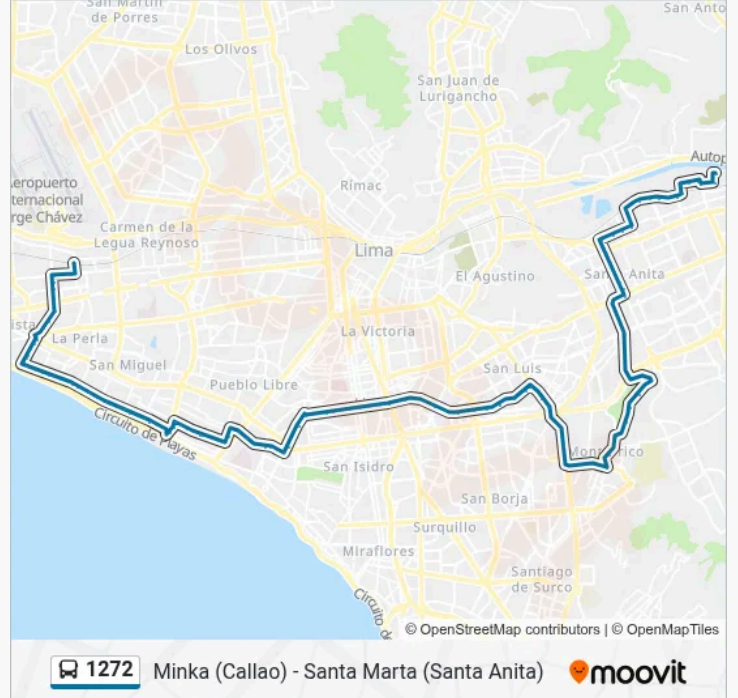 San Martín
de Porres
San Anto
Los Olivos
San Juan de
Lurigancho
Autop
Rímac
Aeropuerto
nternacional
rge Chávez
Carmen de la
Legua Reynoso
Lima
El Agustino
Santa Anita
ista
La Perla
La Victoria
San Miguel
San Luis
Pueblo Libre
Circuito de Playas
Monterrico
San Isidro
San Borja
Surquillo
Miraflores
Santiago
de Surco
Circuito de
© OpenStreetMap contributors | © OpenMapTiles
1272 Minka (Callao) - Santa Marta (Santa Anita) moovit